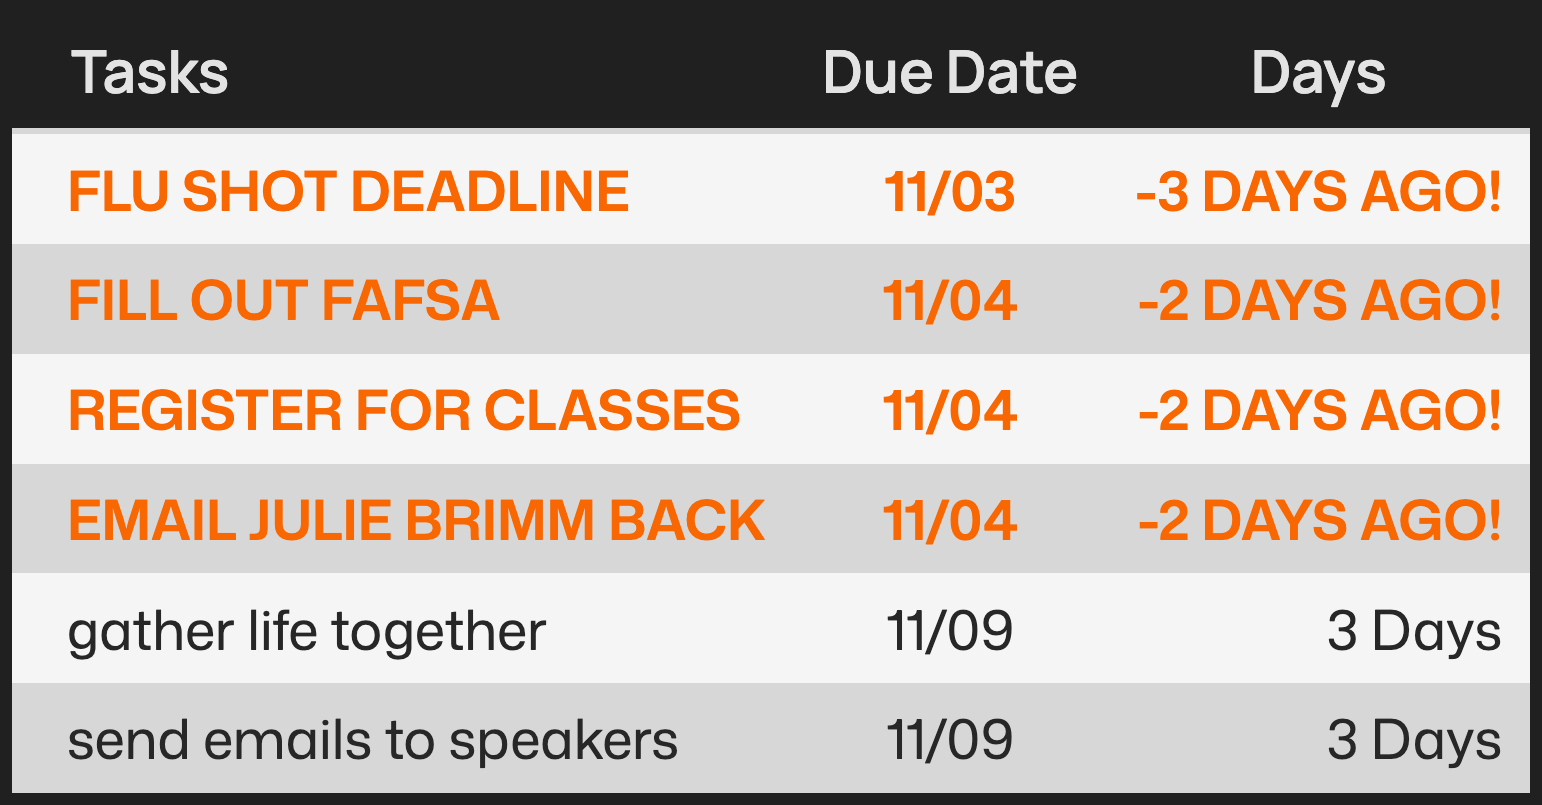 Tasks Due Date Days
FLU SHOT DEADLINE 11/03 -3 DAYS AGO!
FILL OUT FAFSA 11/04 -2 DAYS AGO!
REGISTER FOR CLASSES 11/04 -2 DAYS AGO!
EMAIL JULIE BRIMM BACK 11/04 -2 DAYS AGO!
gather life together 11/09 3 Days
send emails to speakers 11/09 3 Days